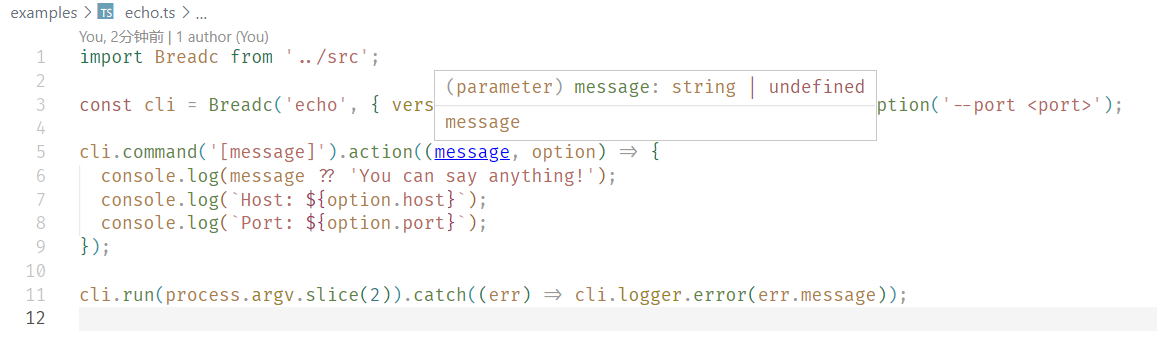 examples > TS echo.ts > ...
You, 2分钟前 | 1 author (You)
1 import Breadc from '../src';
2
3 const cli = Breadc('echo', { vers ption('--port <port>');
(parameter) message: string | undefined
message
4
5 cli.command('[message]').action((message, option) => {
6 console.log(message ?? 'You can say anything!');
7 console.log(`Host: ${option.host}`);
8 console.log(`Port: ${option.port}`);
9 });
10
11 cli.run(process.argv.slice(2)).catch((err) => cli.logger.error(err.message));
12